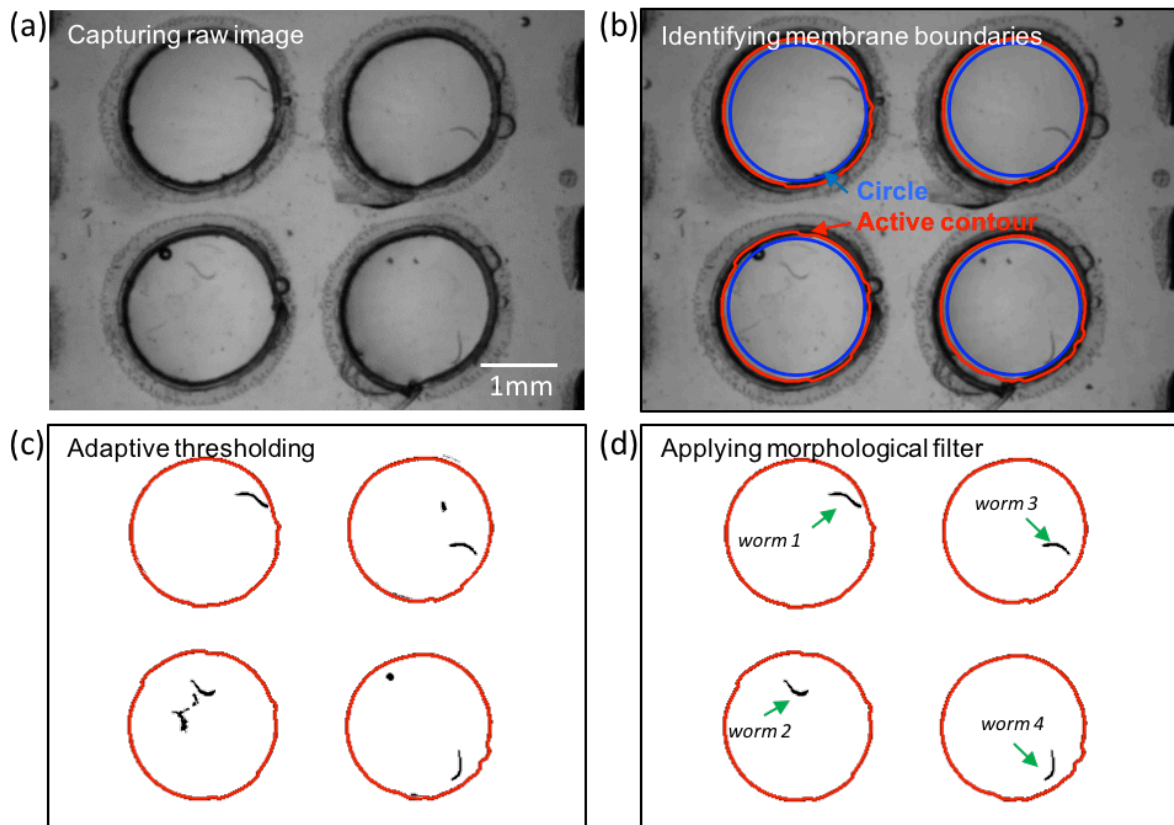 (a) Capturing raw image
1mm
(b) Identifying membrane boundaries
Circle
Active contour
(c) Adaptive thresholding
(d) Applying morphological filter
worm 1
worm 3
worm 2
worm 4